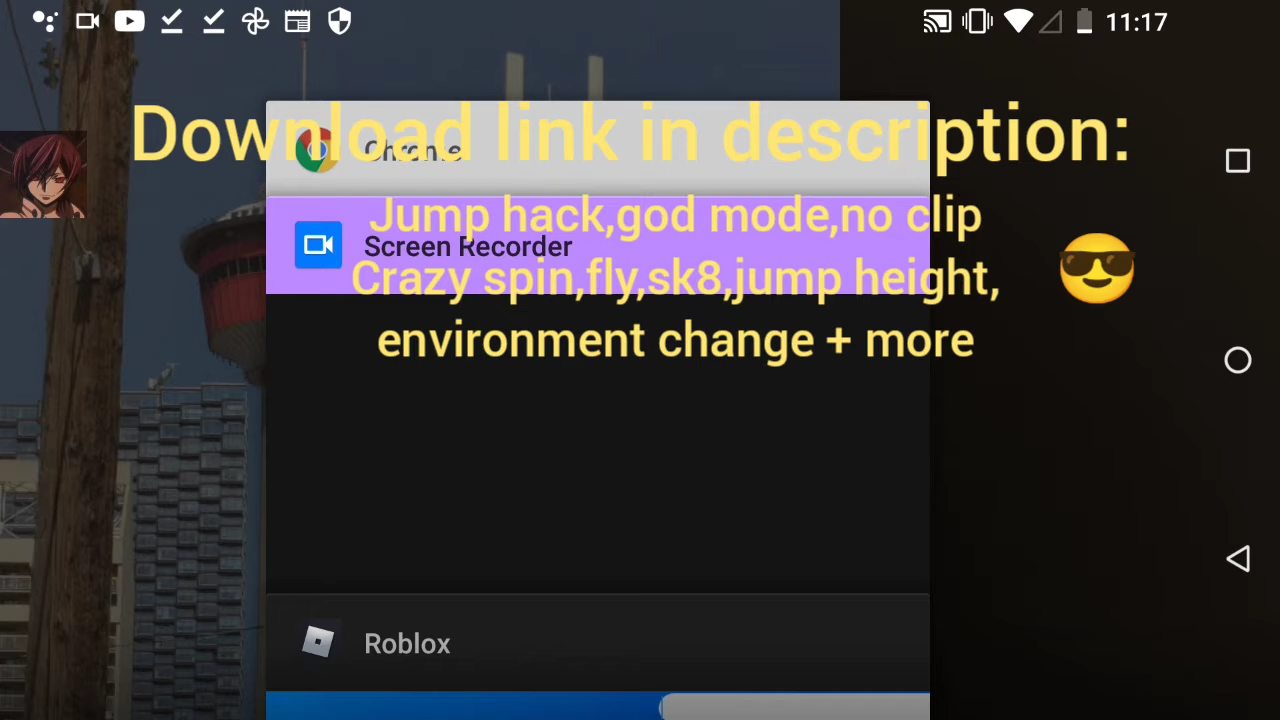 11:17
Download link in description:
Chrome
Jump hack,god mode,no clip
Screen Recorder
Crazy spin,fly,sk8,jump height,
environment change + more
Roblox